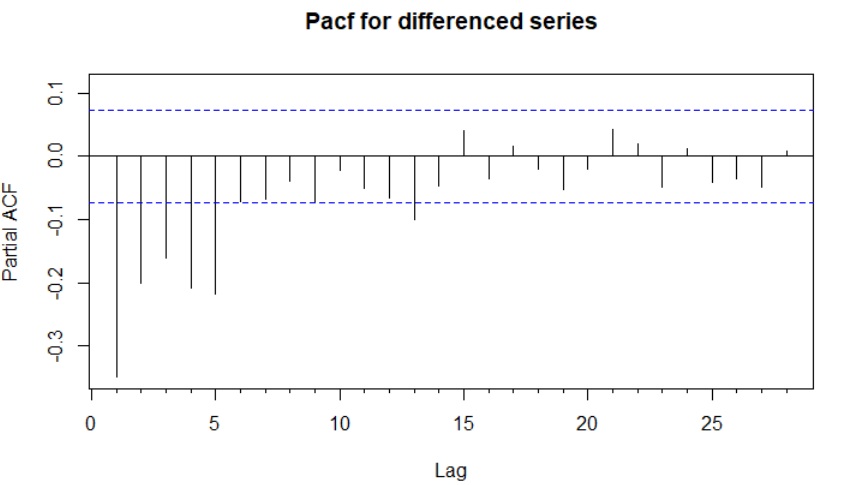 Pacf for differenced series
Partial ACF
0.1
0.0
-0.1
-0.2
-0.3
0 5 10 15 20 25
Lag